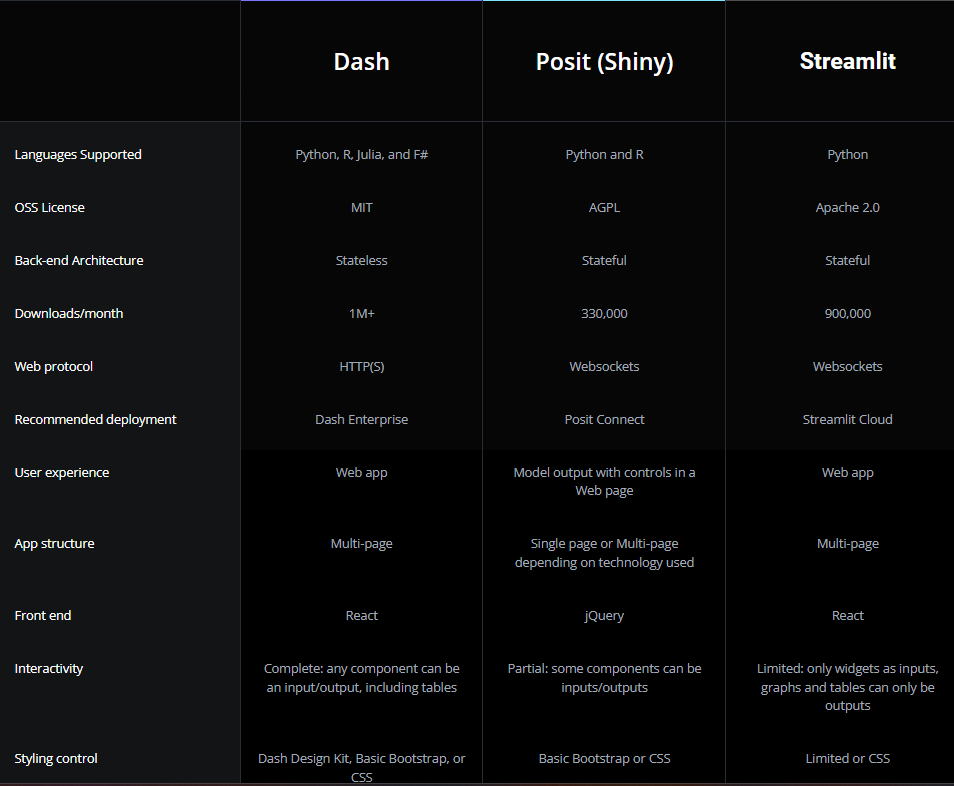 Dash Posit (Shiny) Streamlit
Languages Supported Python, R, Julia, and F# Python and R Python
OSS License MIT AGPL Apache 2.0
Back-end Architecture Stateless Stateful Stateful
Downloads/month 1M+ 330,000 900,000
Web protocol HTTP(S) Websockets Websockets
Recommended deployment Dash Enterprise Posit Connect Streamlit Cloud
User experience Web app Model output with controls in a Web app
Web page
App structure Multi-page Single page or Multi-page Multi-page
depending on technology used
Front end React jQuery React
Interactivity Complete: any component can be Partial: some components can be Limited: only widgets as inputs,
an input/output, including tables inputs/outputs graphs and tables can only be
outputs
Styling control Dash Design Kit, Basic Bootstrap, or Basic Bootstrap or CSS Limited or CSS
CSS